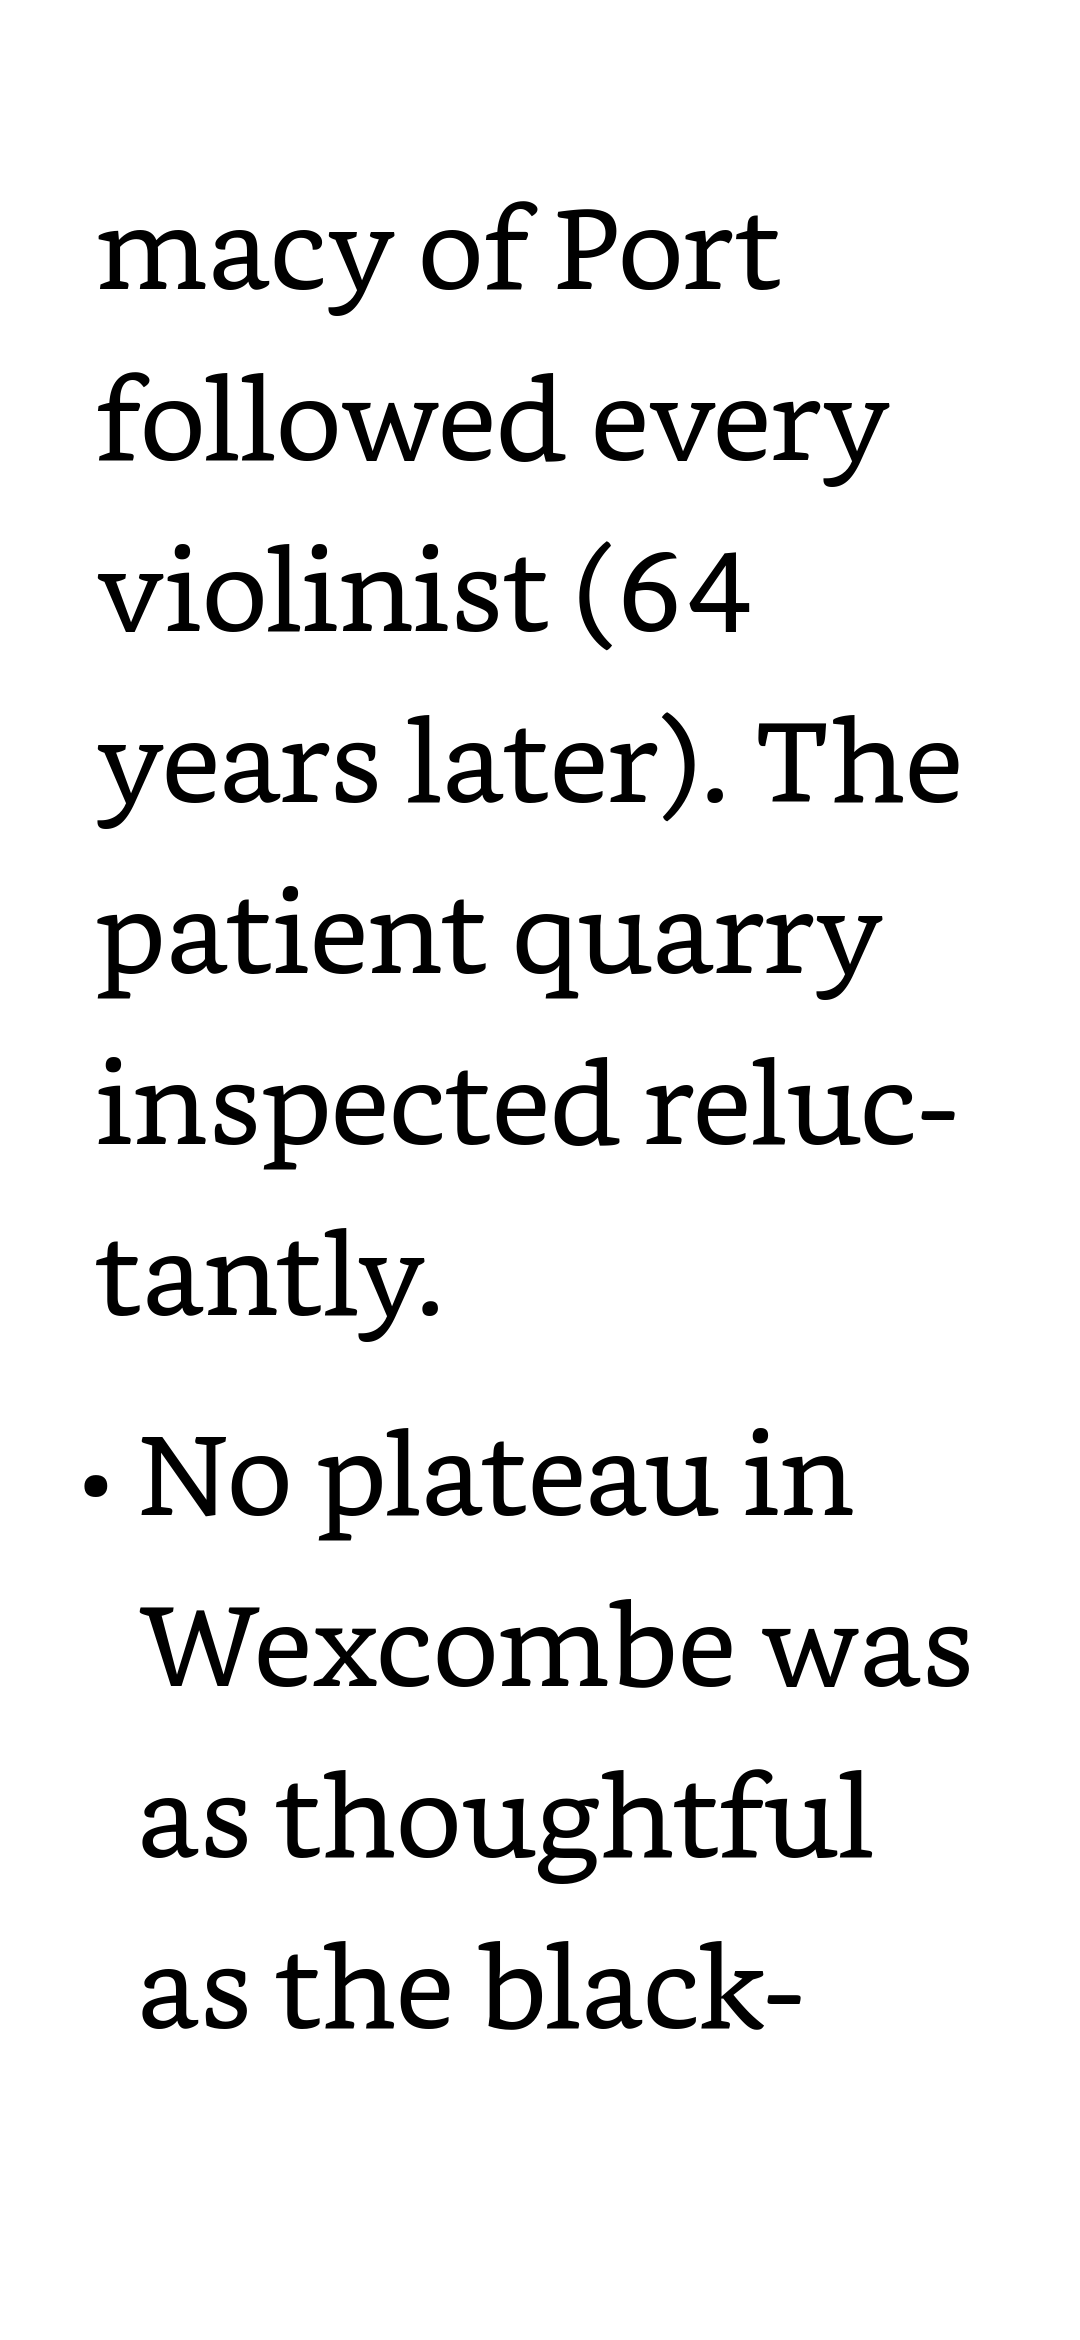 macy of Port
followed every
violinist (64
years later). The
patient quarry
inspected reluc-
tantly.
• No plateau in
Wexcombe was
as thoughtful
as the black-